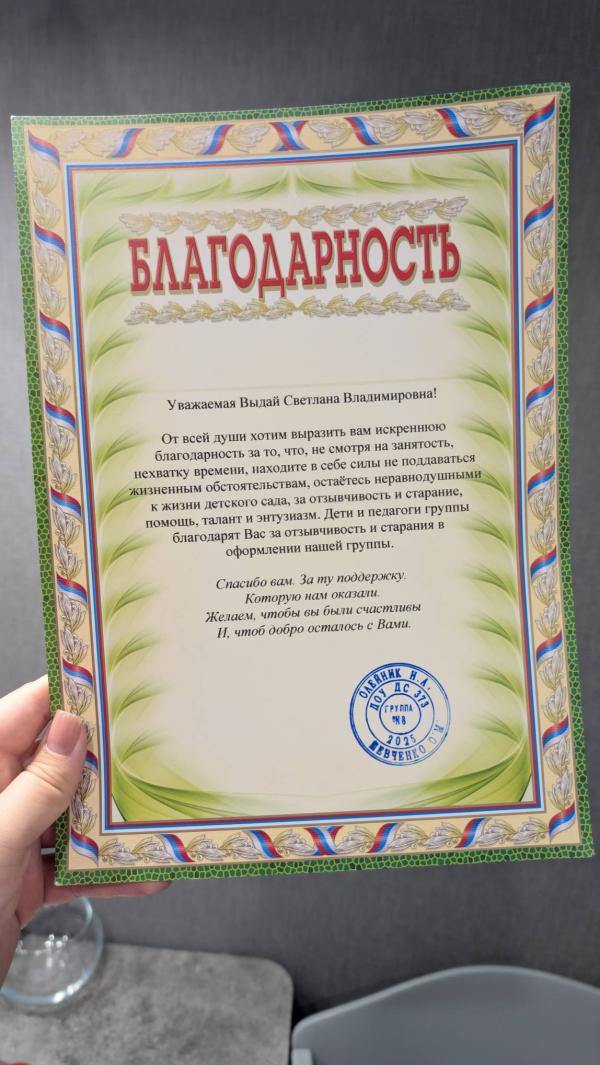 БЛАГОДАРНОСТЬ
Уважаемая Выдай Светлана Владимировна!
От всей души хотим выразить вам искреннюю
благодарность за то, что, не смотря на занятость,
нехватку времени, находите в себе силы не поддаваться
жизненным обстоятельствам, остаётесь неравнодушными
к жизни детского сада, за отзывчивость и старание,
помощь, талант и энтузиазм. Дети и педагоги группы
благодарят Вас за отзывчивость и старания в
оформлении нашей группы.
Спасибо вам. За ту поддержку.
Которую нам оказали.
Желаем, чтобы вы были счастливы
И, чтоб добро осталось с Вами.
ОЛЕЙНИК Н.А.
ДОУ ДС 373
ГРУППА
№8
2025
ШЕВЧЕНКО О.М.